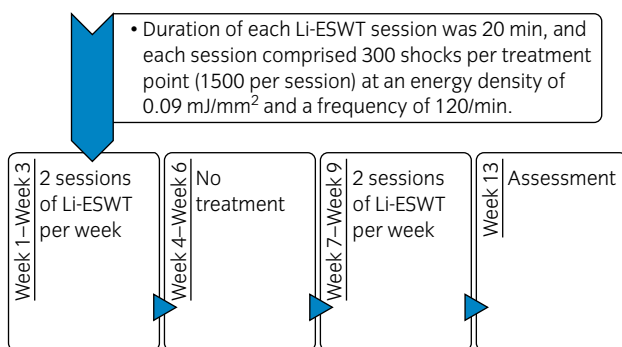 • Duration of each Li-ESWT session was 20 min, and
each session comprised 300 shocks per treatment
point (1500 per session) at an energy density of
0.09 mJ/mm² and a frequency of 120/min.
Week 1–Week 3
2 sessions
of Li-ESWT
per week
Week 4–Week 6
No
treatment
Week 7–Week 9
2 sessions
of Li-ESWT
per week
Week 13
Assessment